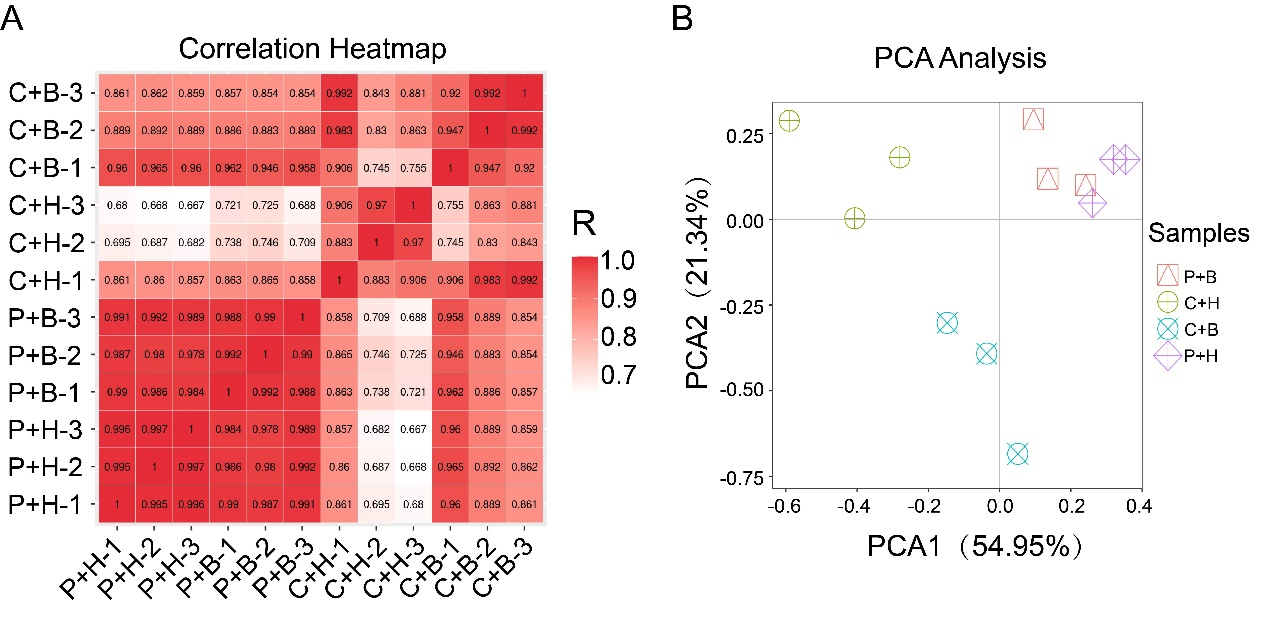 A
Correlation Heatmap
C+B-3 0.861 0.862 0.859 0.857 0.854 0.854 0.992 0.843 0.881 0.92 0.992 1
C+B-2 0.889 0.892 0.889 0.886 0.883 0.889 0.983 0.83 0.863 0.947 1 0.992
C+B-1 0.96 0.965 0.96 0.962 0.946 0.958 0.906 0.745 0.755 1 0.947 0.92
C+H-3 0.68 0.668 0.667 0.721 0.725 0.688 0.906 0.97 1 0.755 0.863 0.881
C+H-2 0.695 0.687 0.682 0.738 0.746 0.709 0.883 1 0.97 0.745 0.83 0.843
C+H-1 0.861 0.86 0.857 0.863 0.865 0.858 1 0.883 0.906 0.906 0.983 0.992
P+B-3 0.991 0.992 0.989 0.988 0.99 1 0.858 0.709 0.688 0.958 0.889 0.854
P+B-2 0.987 0.98 0.978 0.992 1 0.99 0.865 0.746 0.725 0.946 0.883 0.854
P+B-1 0.99 0.986 0.984 1 0.992 0.988 0.863 0.738 0.721 0.962 0.886 0.857
P+H-3 0.996 0.997 1 0.984 0.978 0.989 0.857 0.682 0.667 0.96 0.889 0.859
P+H-2 0.995 1 0.997 0.986 0.98 0.992 0.86 0.687 0.668 0.965 0.892 0.862
P+H-1 1 0.995 0.996 0.99 0.987 0.991 0.861 0.695 0.68 0.96 0.889 0.861
P+H-1 P+H-2 P+H-3 P+B-1 P+B-2 P+B-3 C+H-1 C+H-2 C+H-3 C+B-1 C+B-2 C+B-3
R
1.0
0.9
0.8
0.7
B
PCA Analysis
PCA2（21.34%）
0.25
0.00
-0.25
-0.50
-0.75
-0.6 -0.4 -0.2 0.0 0.2 0.4
PCA1（54.95%）
Samples
P+B
C+H
C+B
P+H